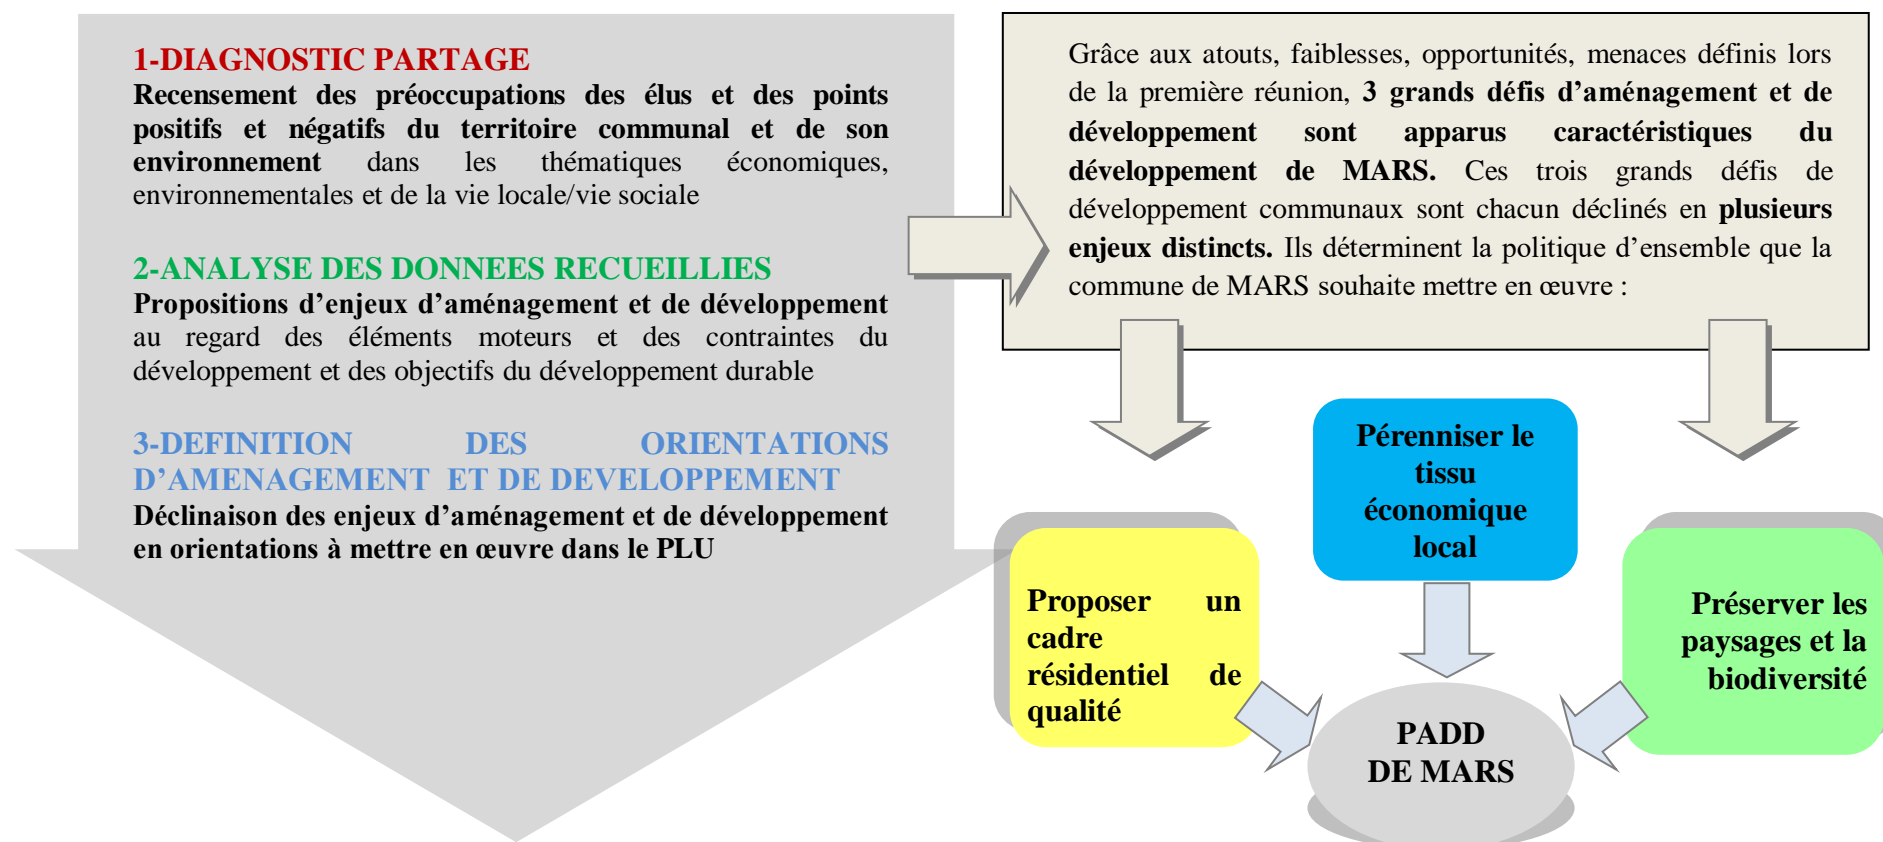 1-DIAGNOSTIC PARTAGE
Recensement des préoccupations des élus et des points
positifs et négatifs du territoire communal et de son
environnement dans les thématiques économiques,
environnementales et de la vie locale/vie sociale
2-ANALYSE DES DONNEES RECUEILLIES
Propositions d’enjeux d’aménagement et de développement
au regard des éléments moteurs et des contraintes du
développement et des objectifs du développement durable
3-DEFINITION DES ORIENTATIONS
D’AMENAGEMENT ET DE DEVELOPPEMENT
Déclinaison des enjeux d’aménagement et de développement
en orientations à mettre en œuvre dans le PLU
Grâce aux atouts, faiblesses, opportunités, menaces définis lors
de la première réunion, 3 grands défis d’aménagement et de
développement sont apparus caractéristiques du
développement de MARS. Ces trois grands défis de
développement communaux sont chacun déclinés en plusieurs
enjeux distincts. Ils déterminent la politique d’ensemble que la
commune de MARS souhaite mettre en œuvre :
Pérenniser le
tissu
économique
local
Proposer un
cadre
résidentiel de
qualité
Préserver les
paysages et la
biodiversité
PADD
DE MARS